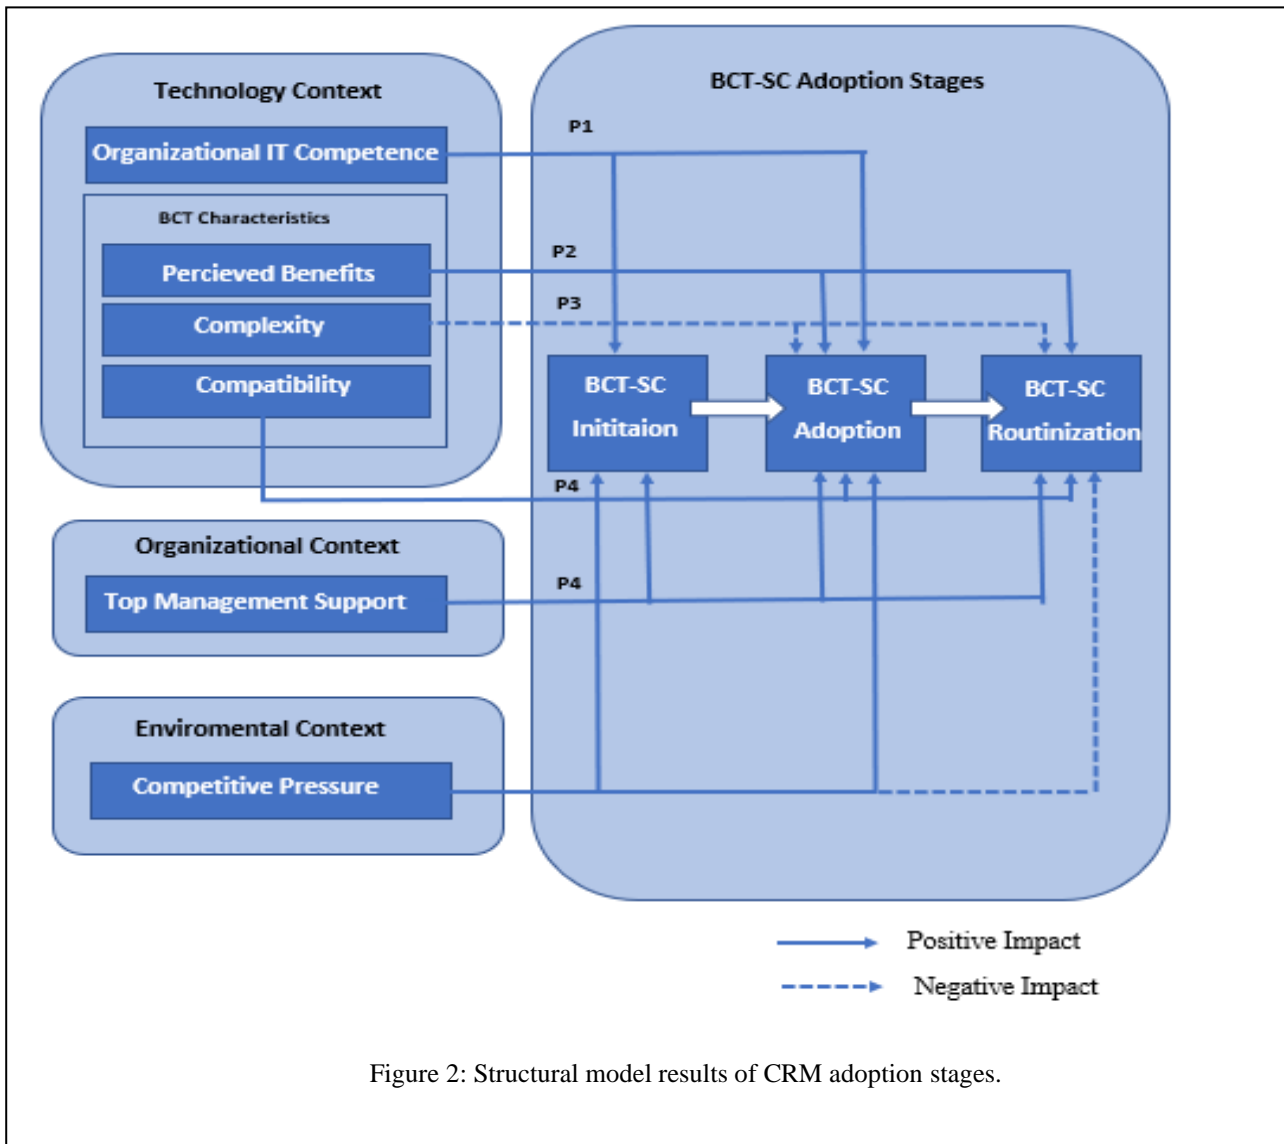 Technology Context
Organizational IT Competence
BCT Characteristics
Percieved Benefits
Complexity
Compatibility
Organizational Context
Top Management Support
Enviromental Context
Competitive Pressure
BCT-SC Adoption Stages
P1
P2
P3
BCT-SC
Inititaion
BCT-SC
Adoption
BCT-SC
Routinization
P4
P4
Positive Impact
Negative Impact
Figure 2: Structural model results of CRM adoption stages.